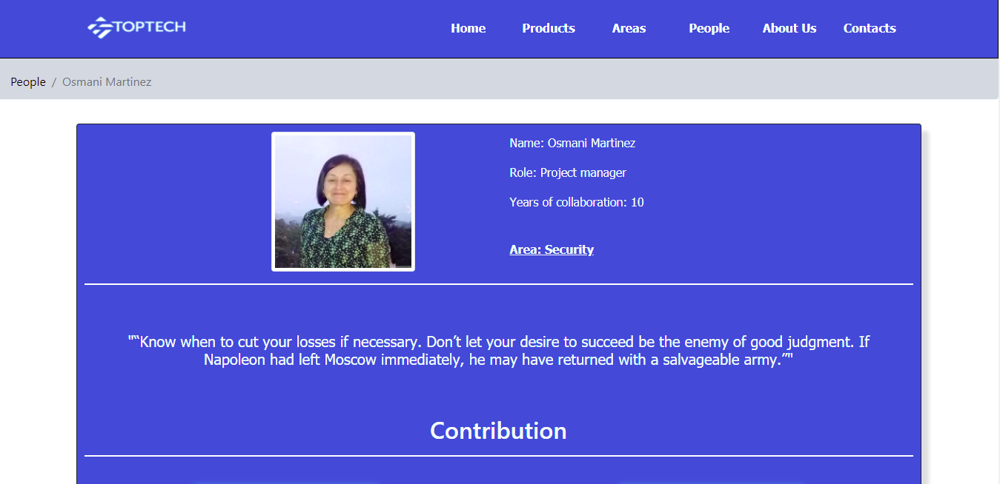 TOPTECH
Home Products Areas People About Us Contacts
People / Osmani Martinez
Name: Osmani Martinez
Role: Project manager
Years of collaboration: 10
Area: Security
"“Know when to cut your losses if necessary. Don’t let your desire to succeed be the enemy of good judgment. If
Napoleon had left Moscow immediately, he may have returned with a salvageable army.”"
Contribution